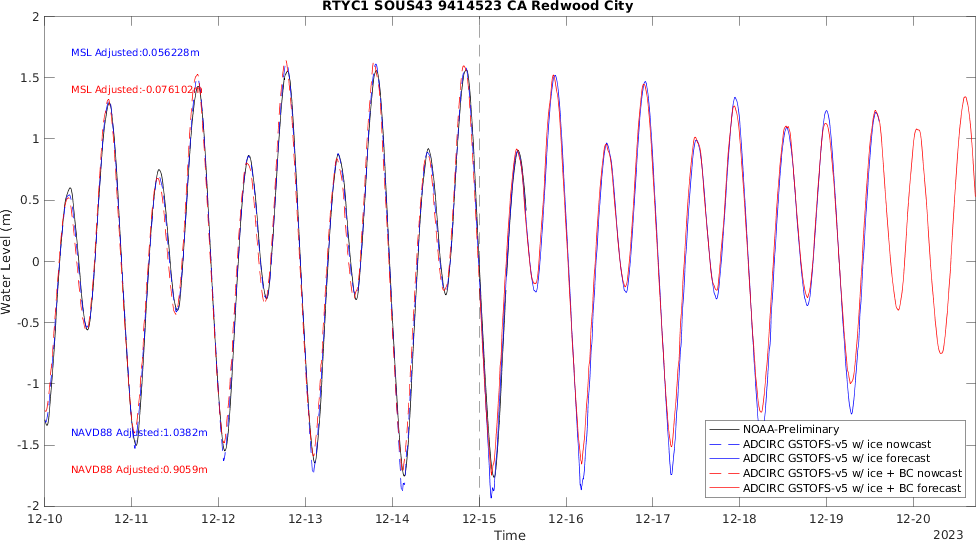 RTYC1 SOUS43 9414523 CA Redwood City
2
1.5
1
0.5
0
-0.5
-1
-1.5
-2
Water Level (m)
MSL Adjusted:0.056228m
MSL Adjusted:-0.076102m
NAVD88 Adjusted:1.0382m
NAVD88 Adjusted:0.9059m
NOAA-Preliminary
ADCIRC GSTOFS-v5 w/ ice nowcast
ADCIRC GSTOFS-v5 w/ ice forecast
ADCIRC GSTOFS-v5 w/ ice + BC nowcast
ADCIRC GSTOFS-v5 w/ ice + BC forecast
12-10 12-11 12-12 12-13 12-14 12-15 12-16 12-17 12-18 12-19 12-20
Time
2023